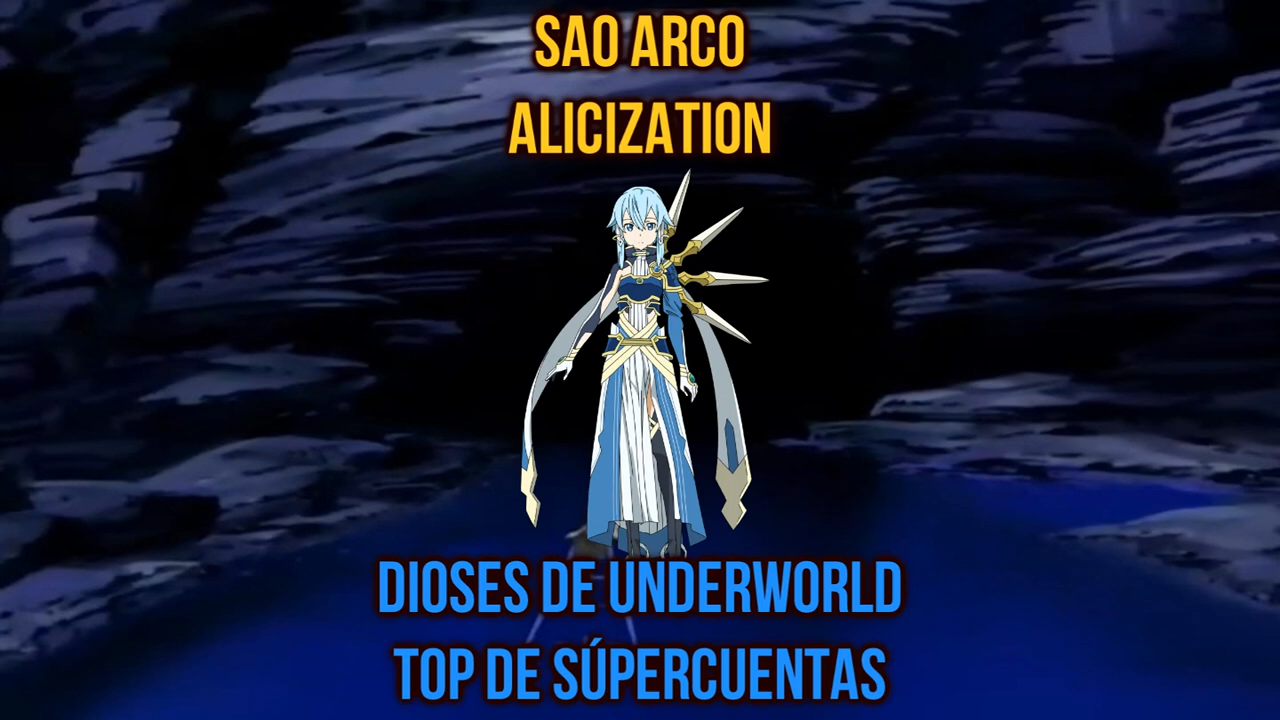 SAO ARCO
ALICIZATION
DIOSES DE UNDERWORLD
TOP DE SÚPERCUENTAS